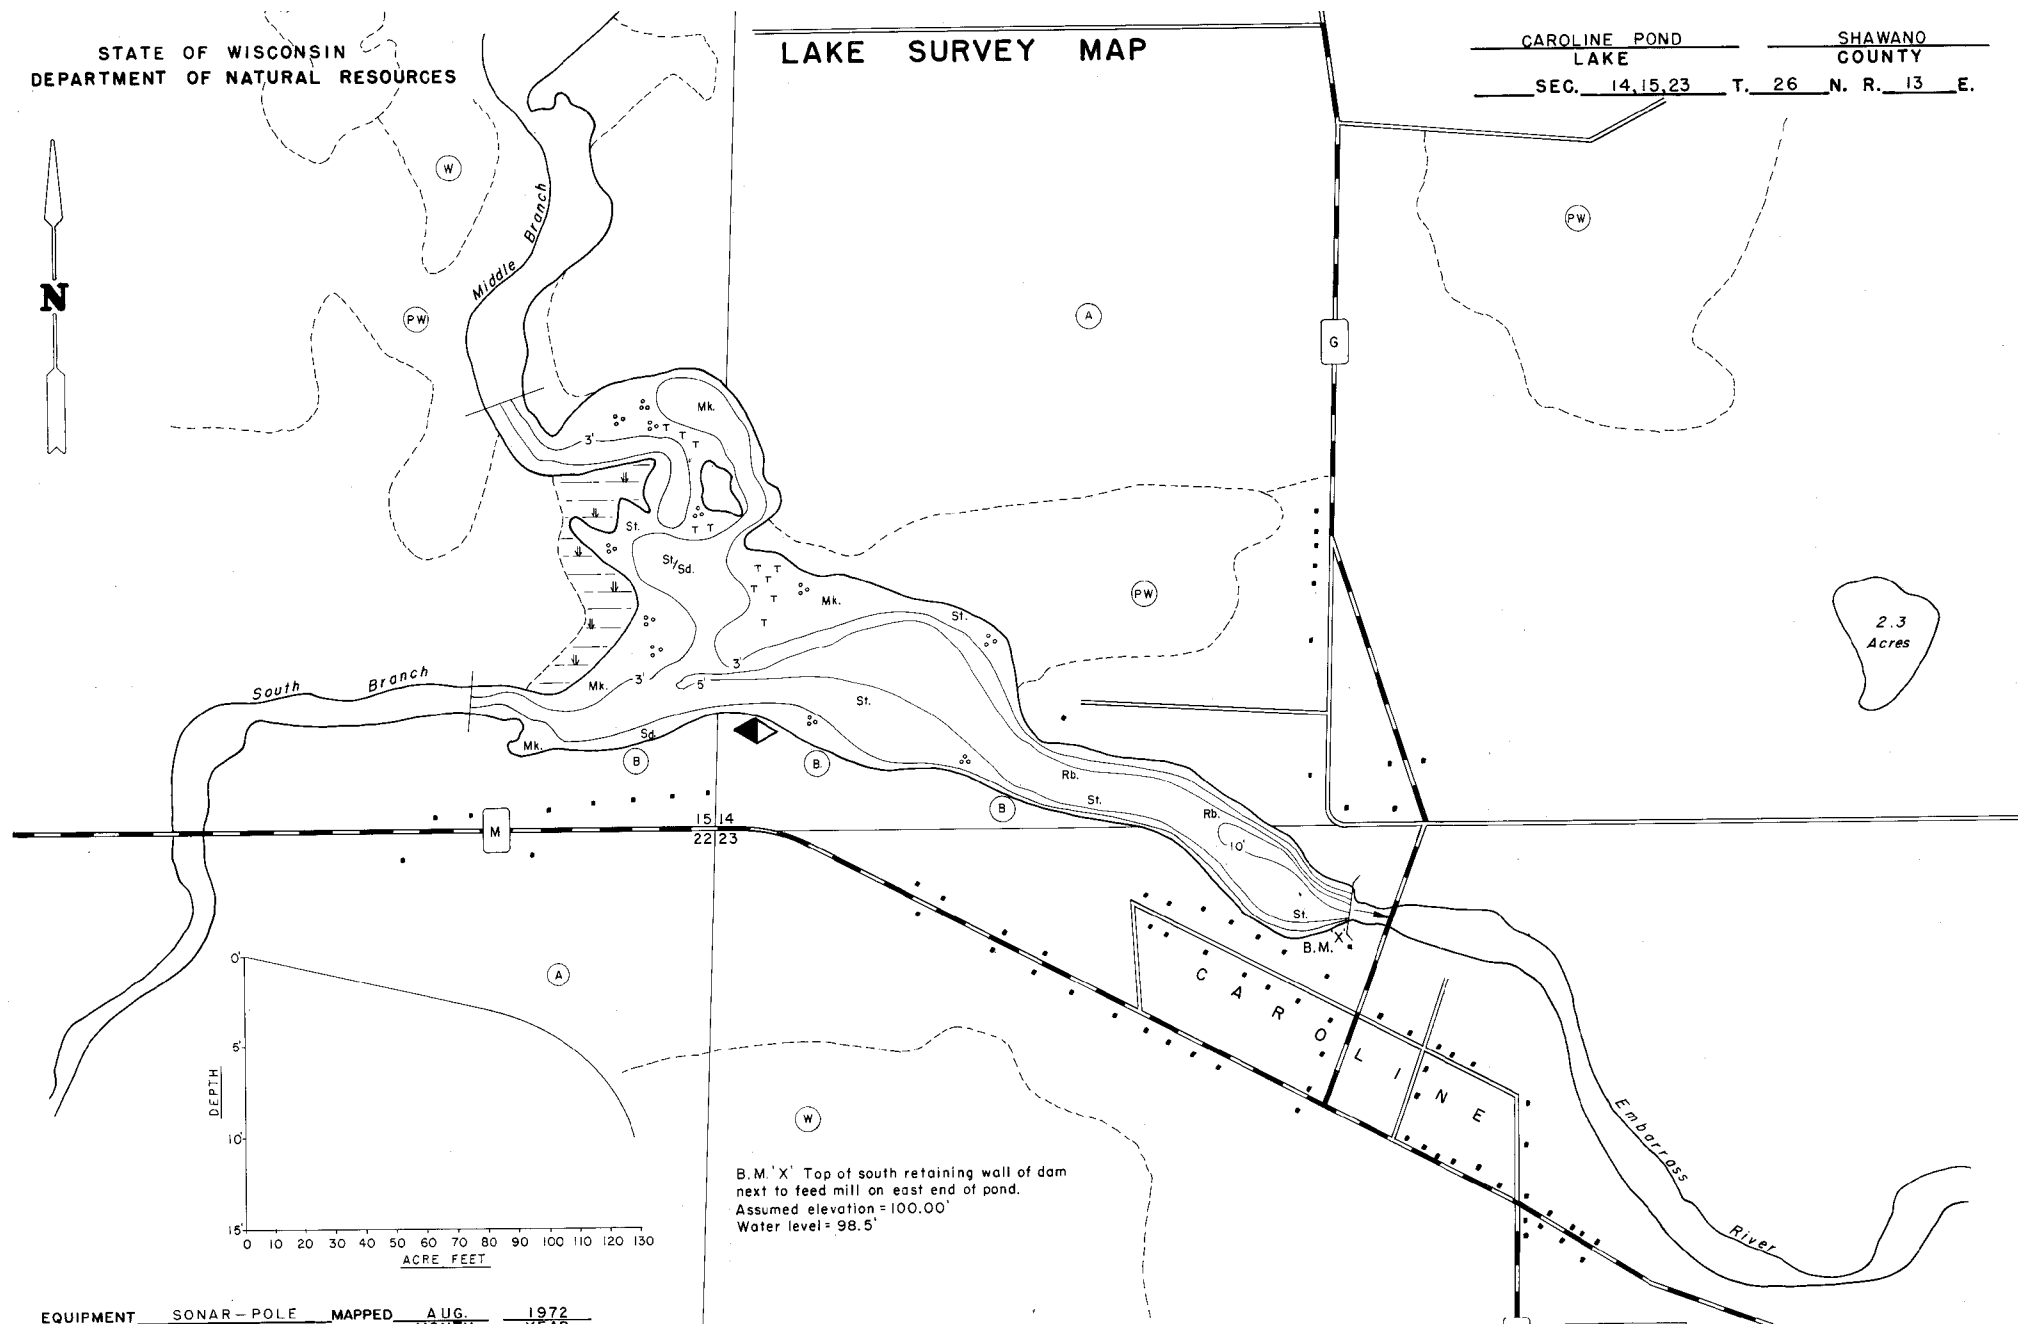 STATE OF WISCONSIN
DEPARTMENT OF NATURAL RESOURCES
LAKE SURVEY MAP
CAROLINE POND SHAWANO
LAKE COUNTY
SEC. 14,15,23 T. 26 N. R. 13 E.
W
PW
Middle Branch
N
PW
A
G
Mk.
3'
T T T
St.
T T
St/Sd.
T T
T T
T
T
Mk.
St.
PW
2.3
Acres
3'
South Branch
Mk.
3'
5'
St.
Mk.
Sd.
B
B.
B
Rb.
St.
Rb.
10'
St.
B.M. 'X'
M
15 14
22 23
A
CAROLINE
W
Embarrass River
0'
5'
10'
15'
DEPTH
0 10 20 30 40 50 60 70 80 90 100 110 120 130
ACRE FEET
B.M. 'X' Top of south retaining wall of dam
next to feed mill on east end of pond.
Assumed elevation = 100.00'
Water level = 98.5'
EQUIPMENT SONAR-POLE MAPPED AUG. 1972